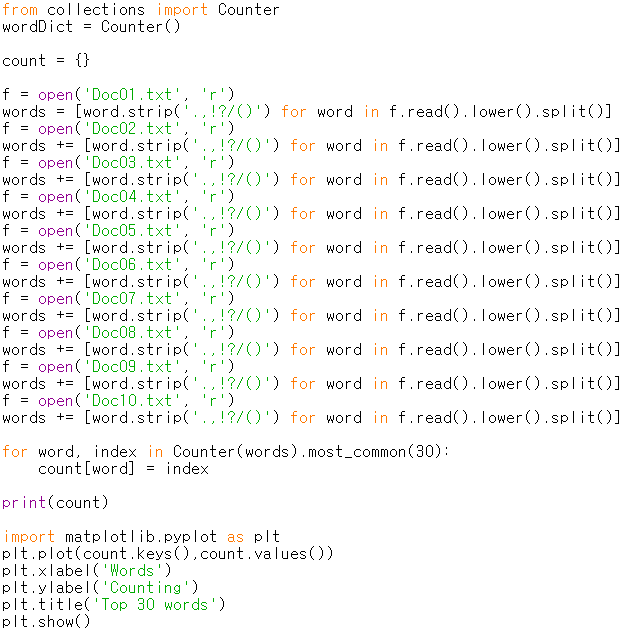 from collections import Counter
wordDict = Counter()
count = {}
f = open('Doc01.txt', 'r')
words = [word.strip('.,!?/()') for word in f.read().lower().split()]
f = open('Doc02.txt', 'r')
words += [word.strip('.,!?/()') for word in f.read().lower().split()]
f = open('Doc03.txt', 'r')
words += [word.strip('.,!?/()') for word in f.read().lower().split()]
f = open('Doc04.txt', 'r')
words += [word.strip('.,!?/()') for word in f.read().lower().split()]
f = open('Doc05.txt', 'r')
words += [word.strip('.,!?/()') for word in f.read().lower().split()]
f = open('Doc06.txt', 'r')
words += [word.strip('.,!?/()') for word in f.read().lower().split()]
f = open('Doc07.txt', 'r')
words += [word.strip('.,!?/()') for word in f.read().lower().split()]
f = open('Doc08.txt', 'r')
words += [word.strip('.,!?/()') for word in f.read().lower().split()]
f = open('Doc09.txt', 'r')
words += [word.strip('.,!?/()') for word in f.read().lower().split()]
f = open('Doc10.txt', 'r')
words += [word.strip('.,!?/()') for word in f.read().lower().split()]
for word, index in Counter(words).most_common(30):
    count[word] = index
print(count)
import matplotlib.pyplot as plt
plt.plot(count.keys(),count.values())
plt.xlabel('Words')
plt.ylabel('Counting')
plt.title('Top 30 words')
plt.show()